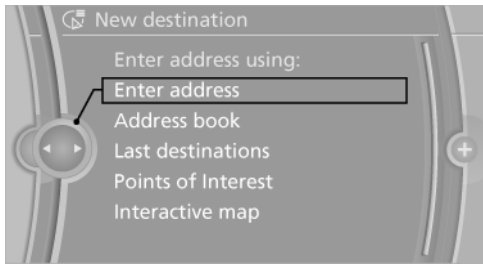 New destination
Enter address using:
Enter address
Address book
Last destinations
Points of Interest
Interactive map